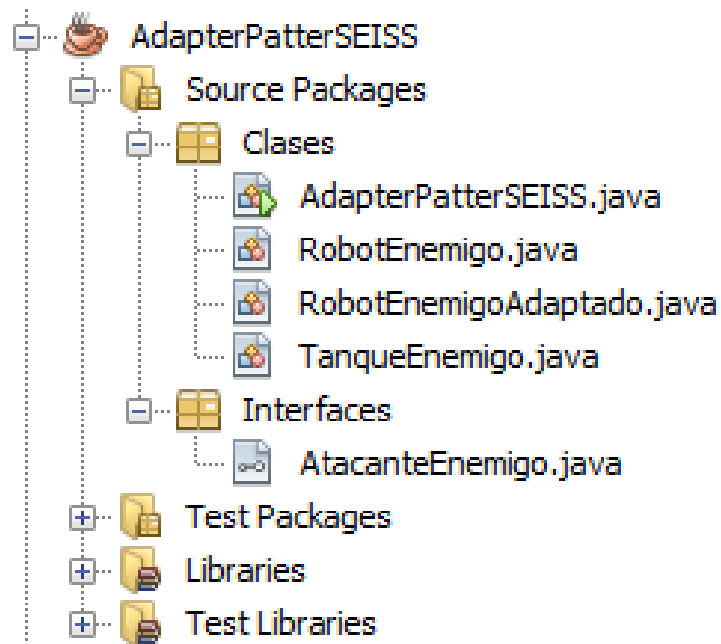 AdapterPatterSEISS
Source Packages
Clases
AdapterPatterSEISS.java
RobotEnemigo.java
RobotEnemigoAdaptado.java
TanqueEnemigo.java
Interfaces
AtacanteEnemigo.java
Test Packages
Libraries
Test Libraries